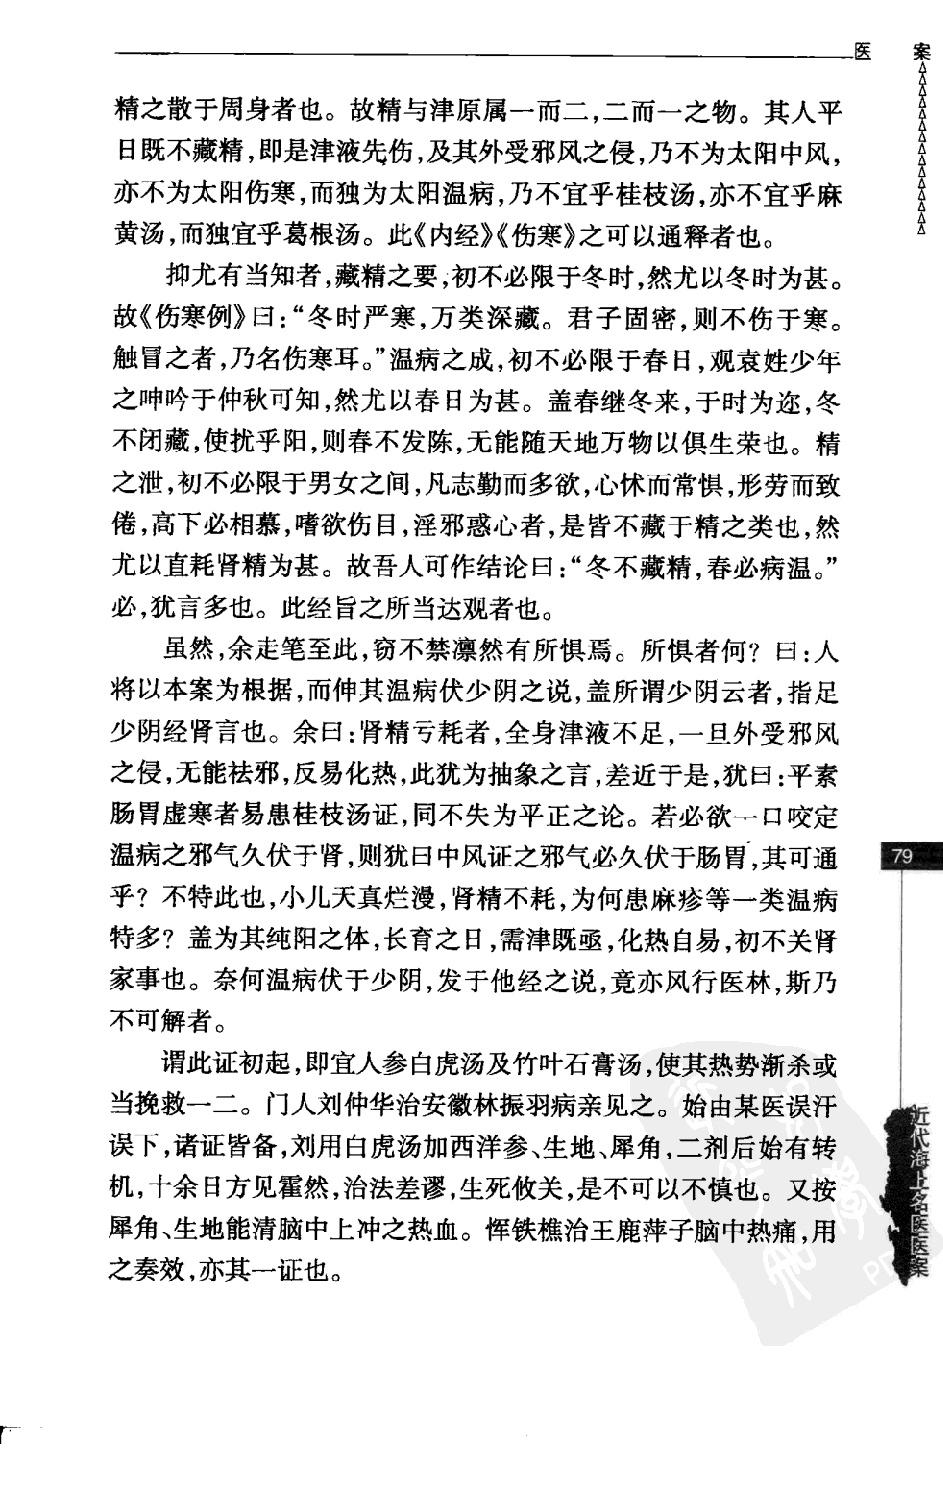 医 案
精之散于周身者也。故精与津原属一而二,二而一之物。其人平
日既不藏精,即是津液先伤,及其外受邪风之侵,乃不为太阳中风,
亦不为太阳伤寒,而独为太阳温病,乃不宜乎桂枝汤,亦不宜乎麻
黄汤,而独宜乎葛根汤。此《内经》《伤寒》之可以通释者也。
抑尤有当知者,藏精之要,初不必限于冬时,然尤以冬时为甚。
故《伤寒例》曰:“冬时严寒,万类深藏。君子固密,则不伤于寒。
触冒之者,乃名伤寒耳。”温病之成,初不必限于春日,观袁姓少年
之呻吟于仲秋可知,然尤以春日为甚。盖春继冬来,于时为迩,冬
不闭藏,使扰乎阳,则春不发陈,无能随天地万物以俱生荣也。精
之泄,初不必限于男女之间,凡志勤而多欲,心怵而常惧,形劳而致
倦,高下必相慕,嗜欲伤目,淫邪惑心者,是皆不藏于精之类也,然
尤以直耗肾精为甚。故吾人可作结论曰:“冬不藏精,春必病温。”
必,犹言多也。此经旨之所当达观者也。
虽然,余走笔至此,窃不禁凛然有所惧焉。所惧者何?曰:人
将以本案为根据,而伸其温病伏少阴之说,盖所谓少阴云者,指足
少阴经肾言也。余曰:肾精亏耗者,全身津液不足,一旦外受邪风
之侵,无能祛邪,反易化热,此犹为抽象之言,差近于是,犹曰:平素
肠胃虚寒者易患桂枝汤证,同不失为平正之论。若必欲一口咬定
温病之邪气久伏于肾,则犹曰中风证之邪气必久伏于肠胃,其可通
乎?不特此也,小儿天真烂漫,肾精不耗,为何患麻疹等一类温病
特多?盖为其纯阳之体,长育之日,需津既亟,化热自易,初不关肾
家事也。奈何温病伏于少阴,发于他经之说,竟亦风行医林,斯乃
不可解者。
谓此证初起,即宜人参白虎汤及竹叶石膏汤,使其热势渐杀或
当挽救一二。门人刘仲华治安徽林振羽病亲见之。始由某医误汗
误下,诸证皆备,刘用白虎汤加西洋参、生地、犀角,二剂后始有转
机,十余日方见霍然,治法差谬,生死攸关,是不可以不慎也。又按
犀角、生地能清脑中上冲之热血。恽铁樵治王鹿萍子脑中热痛,用
之奏效,亦其一证也。
79
近代海上名医医案